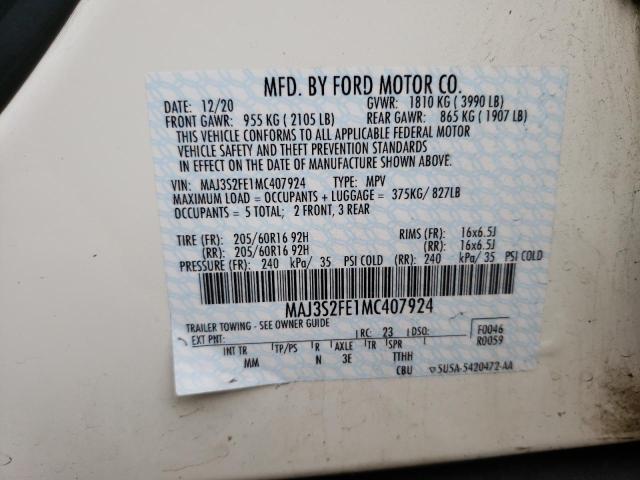 MFD. BY FORD MOTOR CO.
DATE: 12/20 GVWR: 1810 KG ( 3990 LB)
FRONT GAWR: 955 KG ( 2105 LB) REAR GAWR: 865 KG ( 1907 LB)
THIS VEHICLE CONFORMS TO ALL APPLICABLE FEDERAL MOTOR
VEHICLE SAFETY AND THEFT PREVENTION STANDARDS
IN EFFECT ON THE DATE OF MANUFACTURE SHOWN ABOVE.
VIN: MAJ3S2FE1MC407924 TYPE: MPV
MAXIMUM LOAD = OCCUPANTS + LUGGAGE = 375KG/ 827LB
OCCUPANTS = 5 TOTAL; 2 FRONT, 3 REAR
TIRE (FR): 205/60R16 92H RIMS (FR): 16x6.5J
(RR): 205/60R16 92H (RR): 16x6.5J
PRESSURE (FR): 240 kPa/ 35 PSI COLD (RR): 240 kPa/ 35 PSI COLD
MAJ3S2FE1MC407924
TRAILER TOWING - SEE OWNER GUIDE
EXT PNT: RC: 23 DSO: F0046
INT TR TP/PS R AXLE TR SPR R0059
MM N 3E TTHH
CBU SU5A-5420472-AA